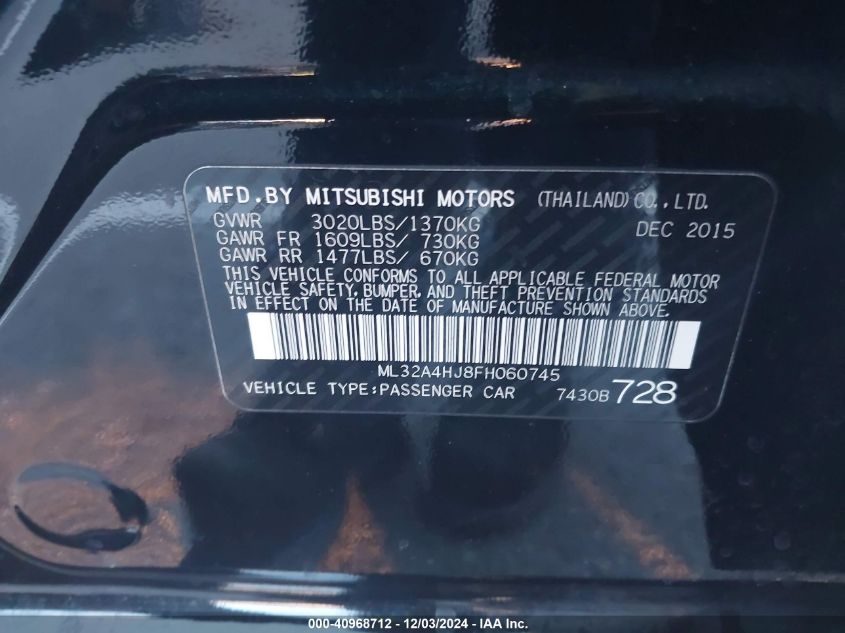 MFD.BY MITSUBISHI MOTORS (THAILAND)CO.,LTD.
GVWR 3020LBS/1370KG DEC 2015
GAWR FR 1609LBS/ 730KG
GAWR RR 1477LBS/ 670KG
THIS VEHICLE CONFORMS TO ALL APPLICABLE FEDERAL MOTOR
VEHICLE SAFETY, BUMPER, AND THEFT PREVENTION STANDARDS
IN EFFECT ON THE DATE OF MANUFACTURE SHOWN ABOVE.
ML32A4HJ8FH060745
VEHICLE TYPE:PASSENGER CAR 7430B 728
000-40968712 - 12/03/2024 - IAA Inc.